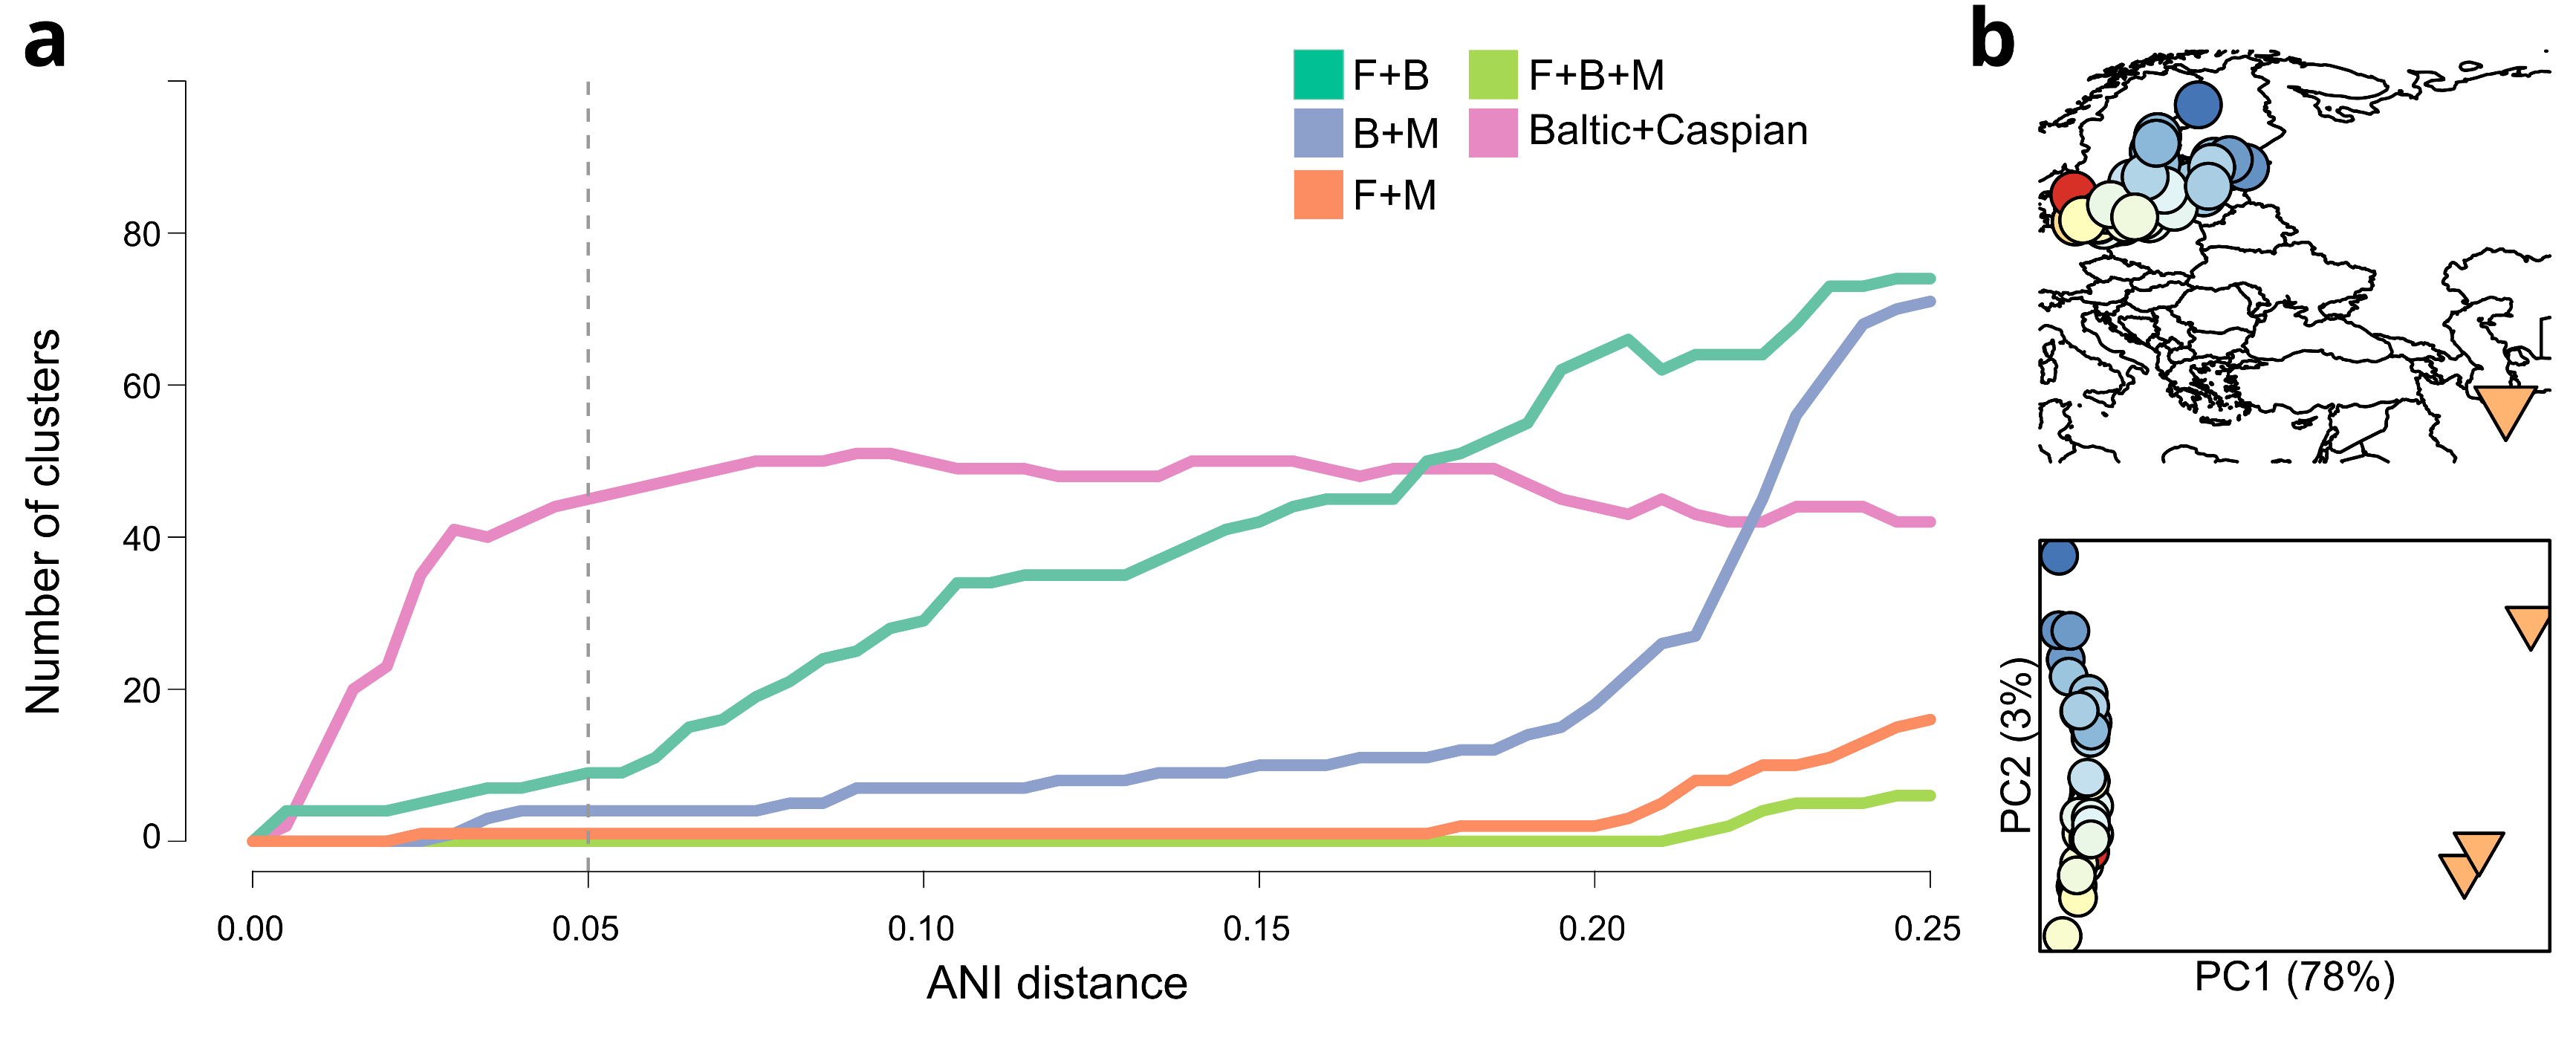 a
F+B
F+B+M
B+M
Baltic+Caspian
F+M
Number of clusters
80
60
40
20
0
0.00
0.05
0.10
0.15
0.20
0.25
ANI distance
b
PC2 (3%)
PC1 (78%)